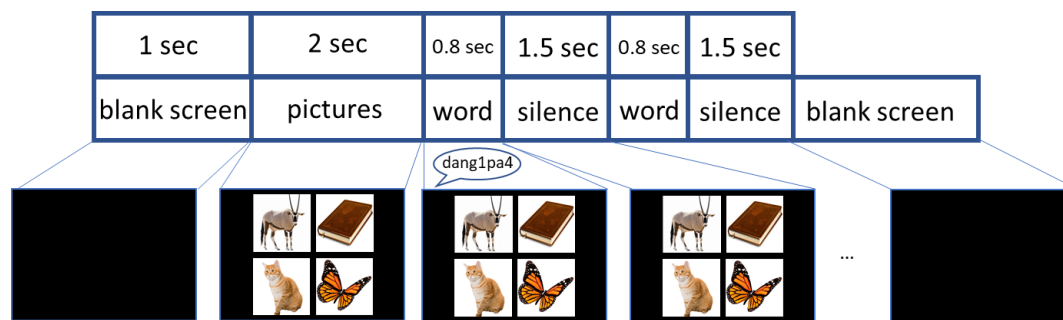 1 sec 2 sec 0.8 sec 1.5 sec 0.8 sec 1.5 sec
blank screen pictures word silence word silence blank screen
dang1pa4
...